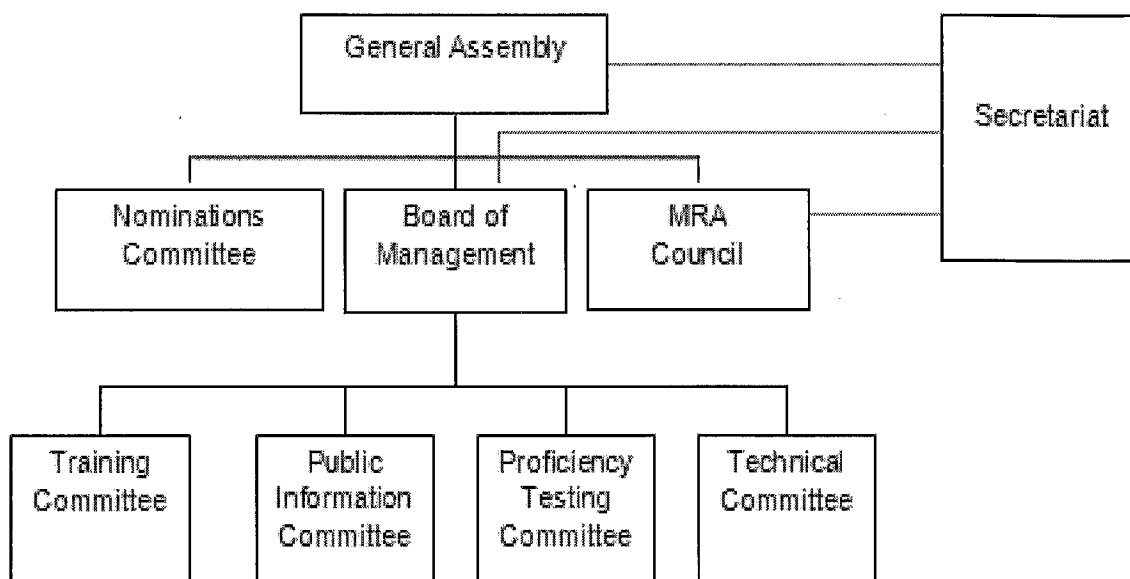 General Assembly
Secretariat
Nominations
Committee
Board of
Management
MRA
Council
Training
Committee
Public
Information
Committee
Proficiency
Testing
Committee
Technical
Committee